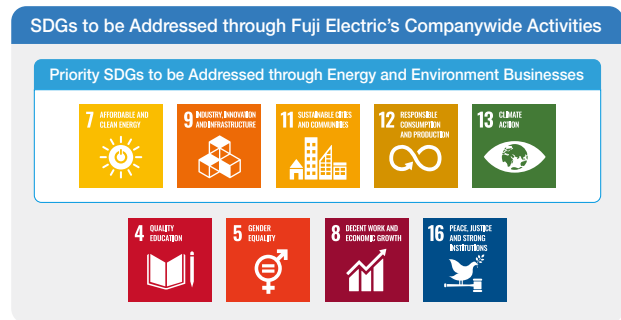 SDGs to be Addressed through Fuji Electric's Companywide Activities
Priority SDGs to be Addressed through Energy and Environment Businesses
7 AFFORDABLE AND
CLEAN ENERGY
9 INDUSTRY, INNOVATION
AND INFRASTRUCTURE
11 SUSTAINABLE CITIES
AND COMMUNITIES
12 RESPONSIBLE
CONSUMPTION
AND PRODUCTION
13 CLIMATE
ACTION
4 QUALITY
EDUCATION
5 GENDER
EQUALITY
8 DECENT WORK AND
ECONOMIC GROWTH
16 PEACE, JUSTICE
AND STRONG
INSTITUTIONS